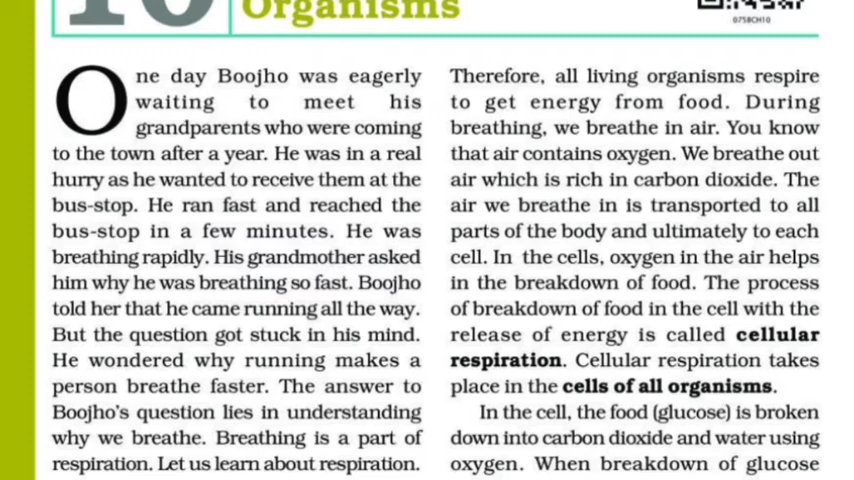 10
Organisms
0758CH10
One day Boojho was eagerly
waiting to meet his
grandparents who were coming
to the town after a year. He was in a real
hurry as he wanted to receive them at the
bus-stop. He ran fast and reached the
bus-stop in a few minutes. He was
breathing rapidly. His grandmother asked
him why he was breathing so fast. Boojho
told her that he came running all the way.
But the question got stuck in his mind.
He wondered why running makes a
person breathe faster. The answer to
Boojho's question lies in understanding
why we breathe. Breathing is a part of
respiration. Let us learn about respiration.
Therefore, all living organisms respire
to get energy from food. During
breathing, we breathe in air. You know
that air contains oxygen. We breathe out
air which is rich in carbon dioxide. The
air we breathe in is transported to all
parts of the body and ultimately to each
cell. In the cells, oxygen in the air helps
in the breakdown of food. The process
of breakdown of food in the cell with the
release of energy is called cellular
respiration. Cellular respiration takes
place in the cells of all organisms.
In the cell, the food (glucose) is broken
down into carbon dioxide and water using
oxygen. When breakdown of glucose